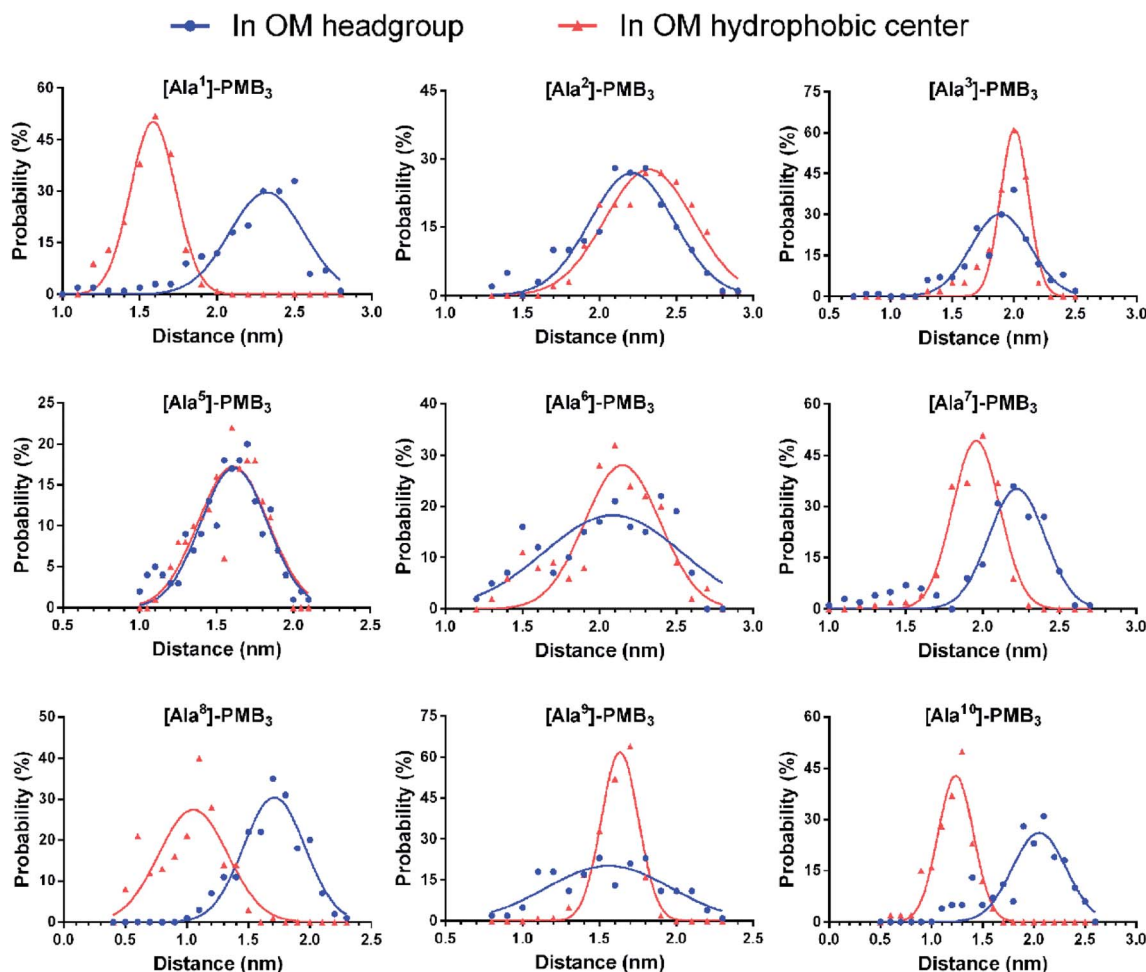 In OM headgroup In OM hydrophobic center
[Ala¹]-PMB₃
Probability (%)
60
45
30
15
0
1.0 1.5 2.0 2.5 3.0
Distance (nm)
[Ala²]-PMB₃
Probability (%)
45
30
15
0
1.0 1.5 2.0 2.5 3.0
Distance (nm)
[Ala³]-PMB₃
Probability (%)
75
60
45
30
15
0
0.5 1.0 1.5 2.0 2.5 3.0
Distance (nm)
[Ala⁵]-PMB₃
Probability (%)
25
20
15
10
5
0
0.5 1.0 1.5 2.0 2.5
Distance (nm)
[Ala⁶]-PMB₃
Probability (%)
40
30
20
10
0
1.0 1.5 2.0 2.5 3.0
Distance (nm)
[Ala⁷]-PMB₃
Probability (%)
60
40
20
0
1.0 1.5 2.0 2.5 3.0
Distance (nm)
[Ala⁸]-PMB₃
Probability (%)
50
40
30
20
10
0
0.0 0.5 1.0 1.5 2.0 2.5
Distance (nm)
[Ala⁹]-PMB₃
Probability (%)
75
60
45
30
15
0
0.5 1.0 1.5 2.0 2.5
Distance (nm)
[Ala¹⁰]-PMB₃
Probability (%)
60
45
30
15
0
0.0 0.5 1.0 1.5 2.0 2.5 3.0
Distance (nm)